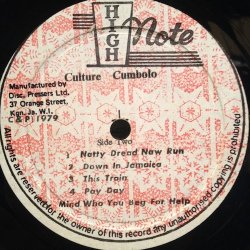 HIGH Note
Culture Cumbolo
Manufactured by
Disc. Pressers Ltd.
37 Orange Street,
Kgn. Ja. W.I.
C & P. 1979
1
Side Two
1 Natty Dread Naw Run
2 Down In Jamaica
3 This Train
4 Pay Day
Mind Who You Beg For Help
All rights are reserved for the owner of this record any unauthorised copying is prohibited